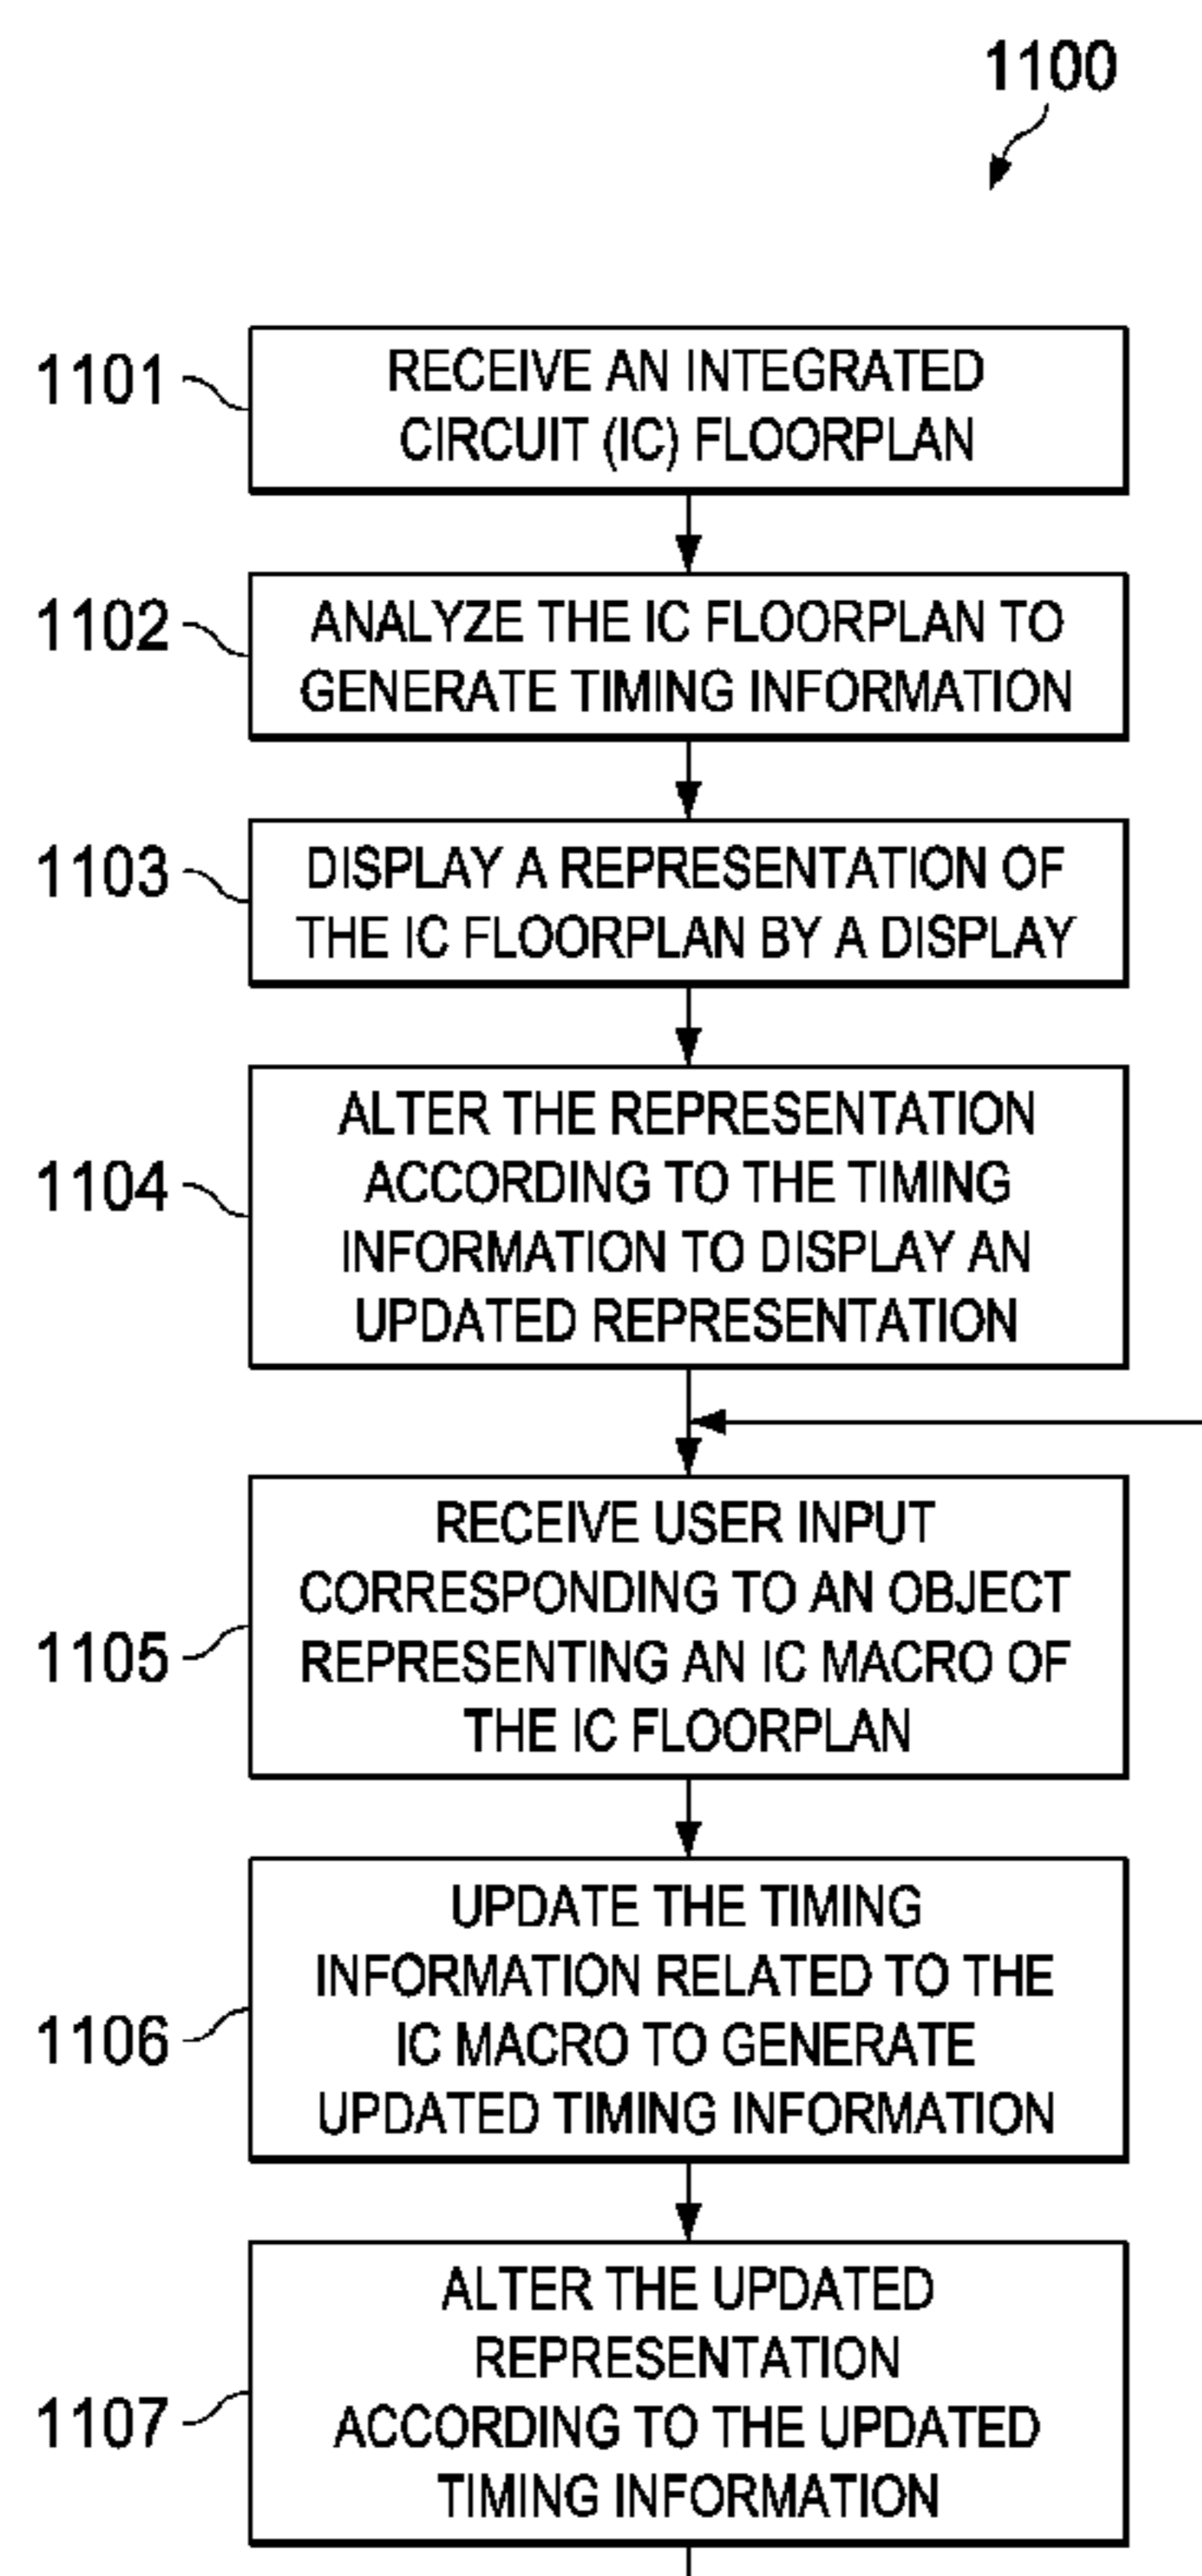 1100
1101
RECEIVE AN INTEGRATED
CIRCUIT (IC) FLOORPLAN
1102
ANALYZE THE IC FLOORPLAN TO
GENERATE TIMING INFORMATION
1103
DISPLAY A REPRESENTATION OF
THE IC FLOORPLAN BY A DISPLAY
1104
ALTER THE REPRESENTATION
ACCORDING TO THE TIMING
INFORMATION TO DISPLAY AN
UPDATED REPRESENTATION
1105
RECEIVE USER INPUT
CORRESPONDING TO AN OBJECT
REPRESENTING AN IC MACRO OF
THE IC FLOORPLAN
1106
UPDATE THE TIMING
INFORMATION RELATED TO THE
IC MACRO TO GENERATE
UPDATED TIMING INFORMATION
1107
ALTER THE UPDATED
REPRESENTATION
ACCORDING TO THE UPDATED
TIMING INFORMATION